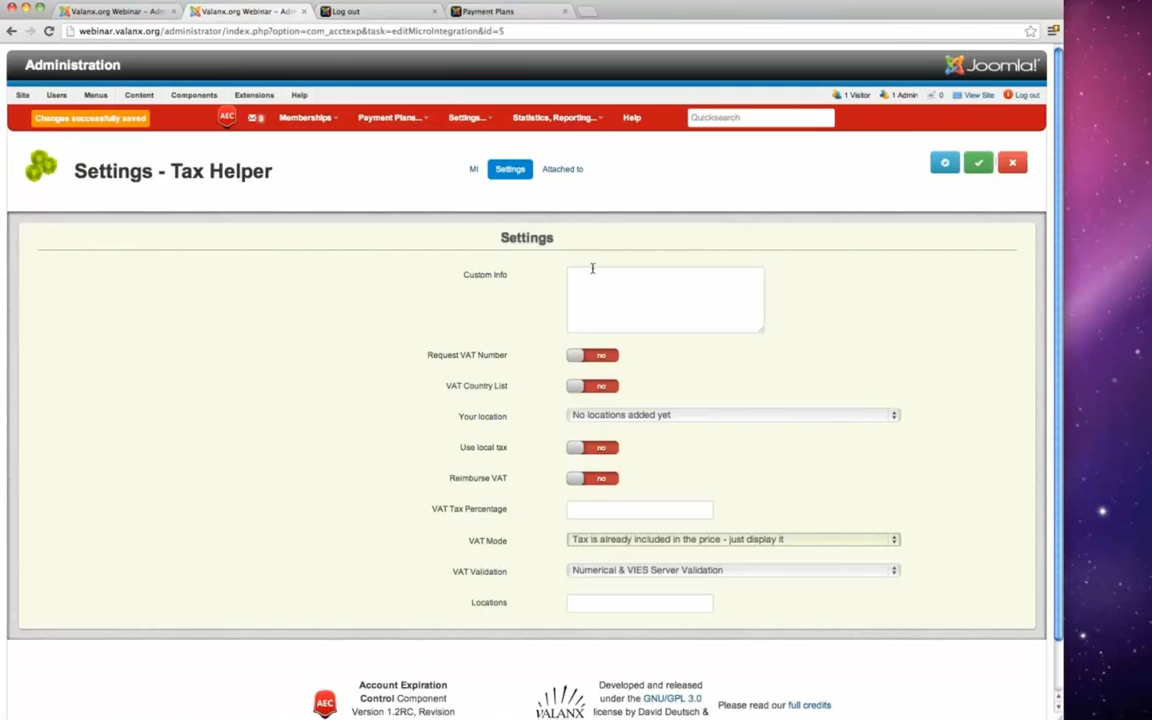 Valanx.org Webinar – Adm
Valanx.org Webinar – Adm
Log out
Payment Plans
webinar.valanx.org/administrator/index.php?option=com_acctexp&task=editMicroIntegration&id=5
Administration
Joomla!
Site Users Menus Content Components Extensions Help
1 Visitor 1 Admin 0 View Site Log out
Changes successfully saved
AEC
Memberships Payment Plans... Settings... Statistics, Reporting... Help
Quicksearch
Settings - Tax Helper
MI Settings Attached to
Settings
Custom Info
Request VAT Number no
VAT Country List no
Your location No locations added yet
Use local tax no
Reimburse VAT no
VAT Tax Percentage
VAT Mode Tax is already included in the price - just display it
VAT Validation Numerical & VIES Server Validation
Locations
AEC
Account Expiration
Control Component
Version 1.2RC, Revision
VALANX
Developed and released
under the GNU/GPL 3.0
license by David Deutsch &
Please read our full credits